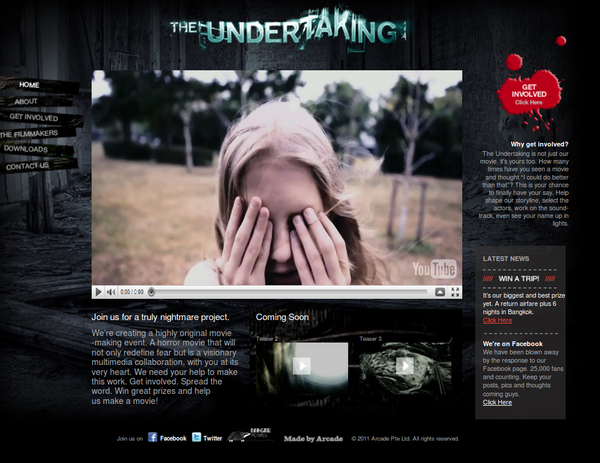 THE UNDERTAKING
HOME
ABOUT
GET INVOLVED
THE FILMMAKERS
DOWNLOADS
CONTACT US
YouTube
0:00 / 0:90
Join us for a truly nightmare project.
We're creating a highly original movie
-making event. A horror movie that will
not only redefine fear but is a visionary
multimedia collaboration, with you at its
very heart. We need your help to make
this work. Get involved. Spread the
word. Win great prizes and help
us make a movie!
Coming Soon
Teaser 2
Teaser 3
GET
INVOLVED
Click Here
Why get involved?
The Undertaking is not just our
movie, it's yours too. How many
times have you seen a movie
and thought "I could do better
than that"? This is your chance
to finally have your say. Help
shape our storyline, select the
actors, work on the sound-
track, even see your name up in
lights.
LATEST NEWS
///// WIN A TRIP! /////
It's our biggest and best prize
yet. A return airfare plus 6
nights in Bangkok.
Click Here
We're on Facebook
We have been blown away
by the response to our
Facebook page. 25,000 fans
and counting. Keep your
posts, pics and thoughts
coming guys.
Click Here
Join us on Facebook Twitter Made by Arcade © 2011 Arcade Pte Ltd. All rights reserved.